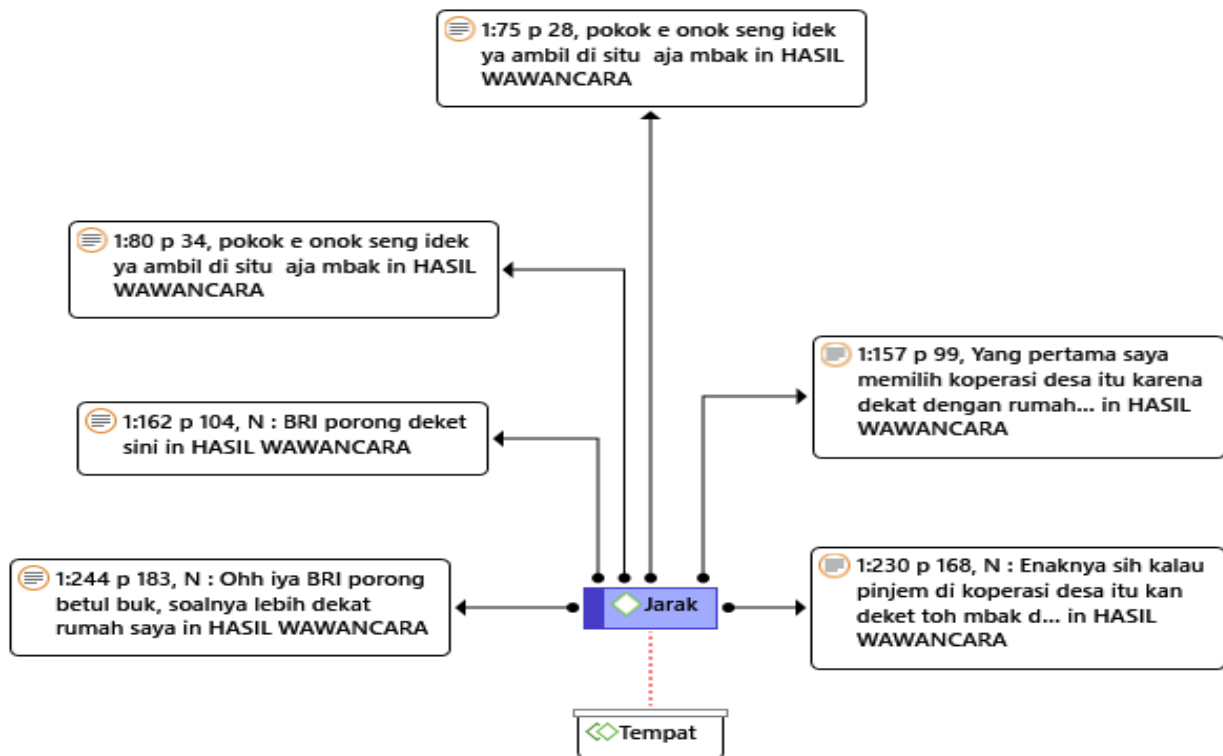 1:75 p 28, pokok e onok seng idek
ya ambil di situ aja mbak in HASIL
WAWANCARA
1:80 p 34, pokok e onok seng idek
ya ambil di situ aja mbak in HASIL
WAWANCARA
1:157 p 99, Yang pertama saya
memilih koperasi desa itu karena
dekat dengan rumah... in HASIL
WAWANCARA
1:162 p 104, N : BRI porong deket
sini in HASIL WAWANCARA
1:244 p 183, N : Ohh iya BRI porong
betul buk, soalnya lebih dekat
rumah saya in HASIL WAWANCARA
1:230 p 168, N : Enaknya sih kalau
pinjem di koperasi desa itu kan
deket toh mbak d... in HASIL
WAWANCARA
Jarak
Tempat